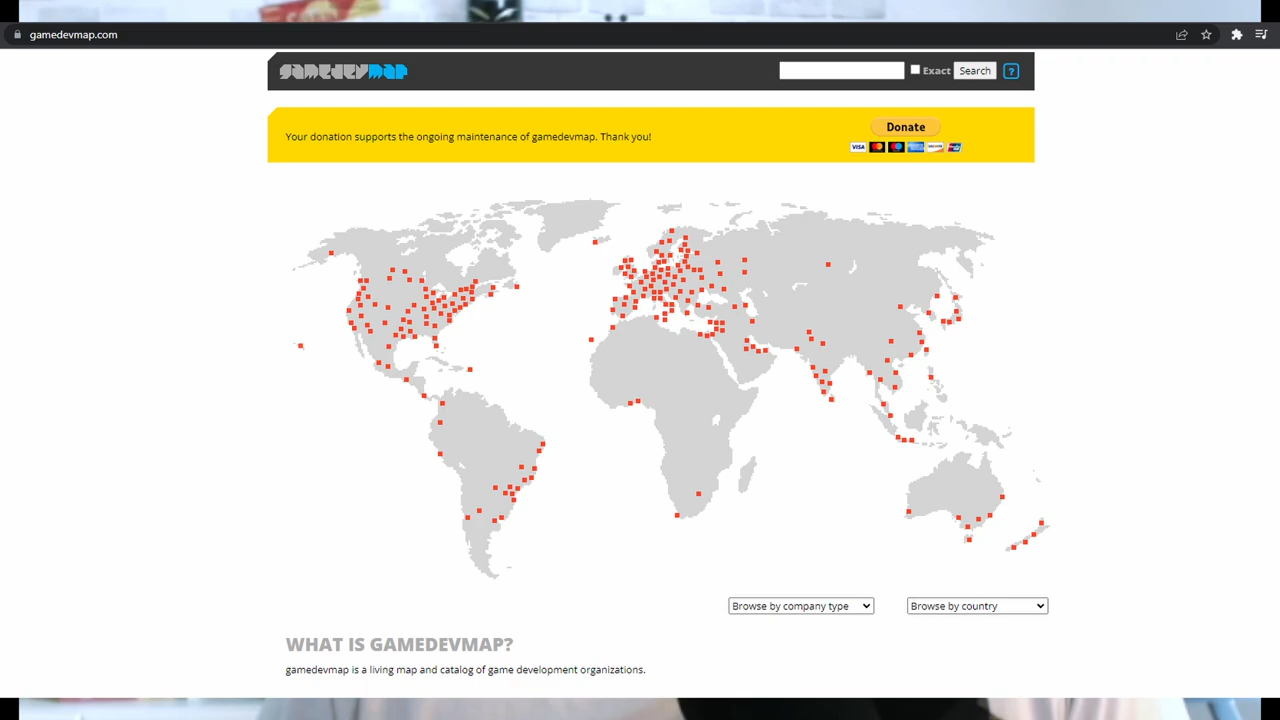 gamedevmap.com
gamedevmap
Exact
Search
?
Your donation supports the ongoing maintenance of gamedevmap. Thank you!
Donate
VISA
Browse by company type
Browse by country
WHAT IS GAMEDEVMAP?
gamedevmap is a living map and catalog of game development organizations.